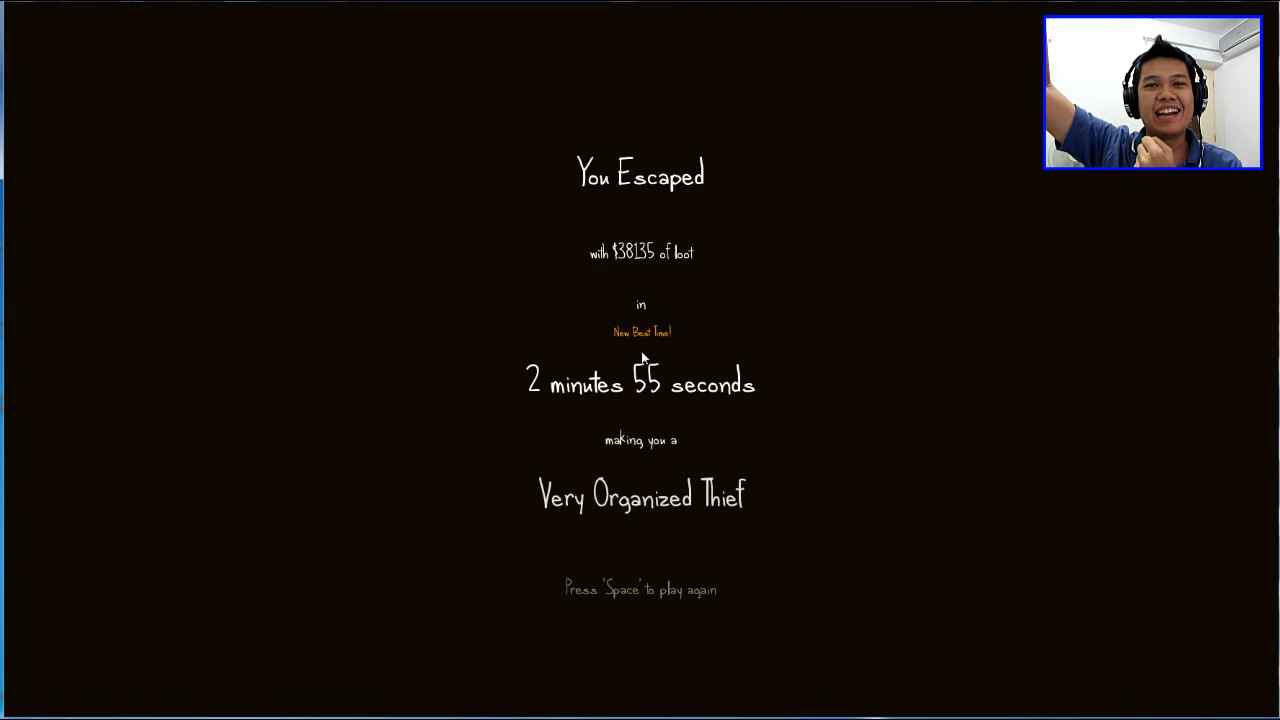 You Escaped
with $38135 of loot
in
New Best Time!
2 minutes 55 seconds
making you a
Very Organized Thief
Press 'Space' to play again